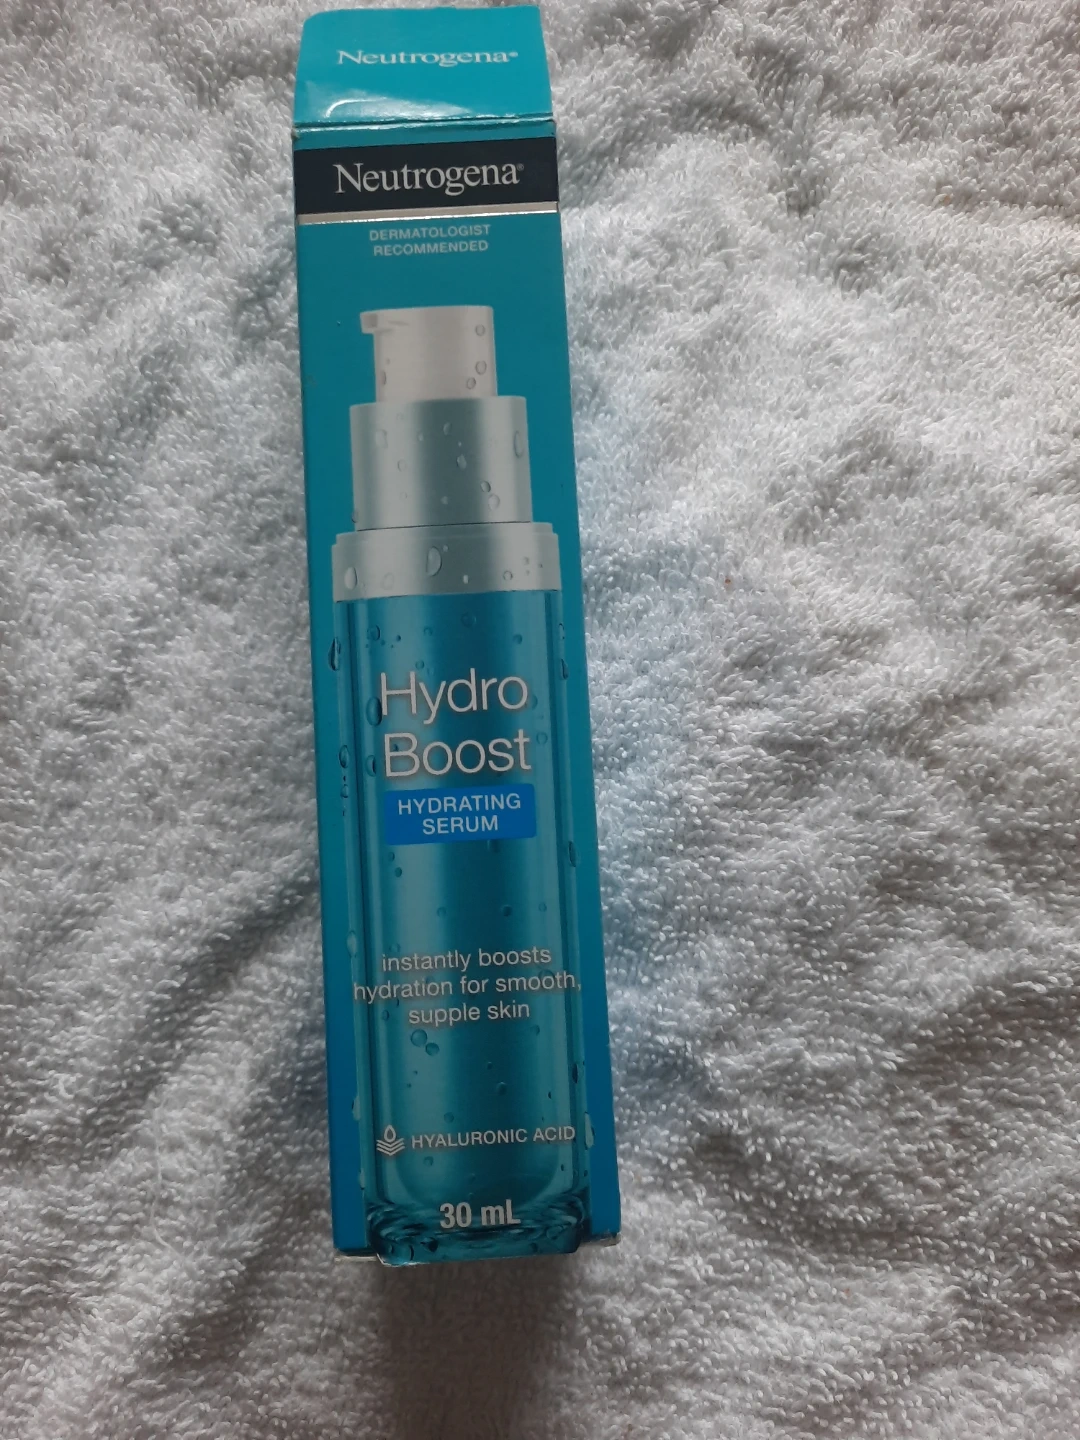 Neutrogena®
Neutrogena®
DERMATOLOGIST
RECOMMENDED
Hydro
Boost
HYDRATING
SERUM
instantly boosts
hydration for smooth,
supple skin
HYALURONIC ACID
30 mL